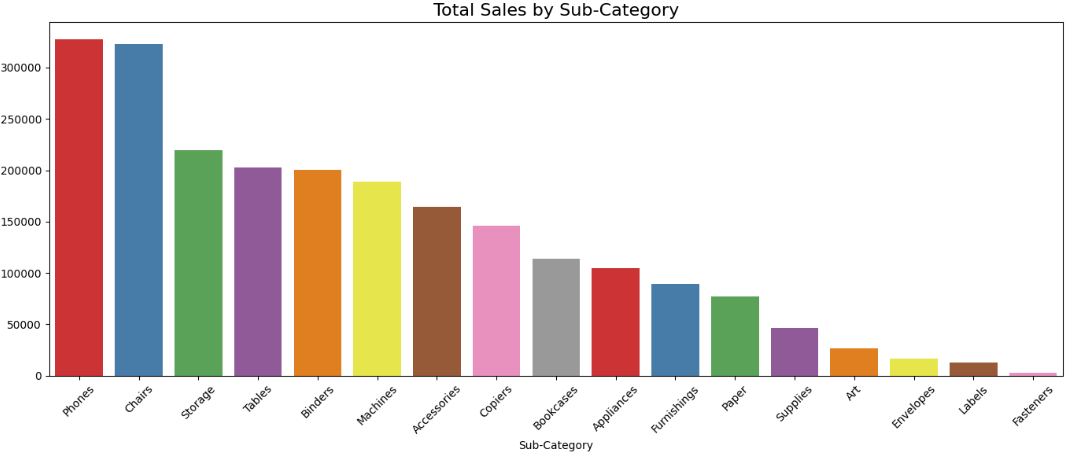 Total Sales by Sub-Category
300000
250000
200000
150000
100000
50000
0
Phones
Chairs
Storage
Tables
Binders
Machines
Accessories
Copiers
Bookcases
Appliances
Furnishings
Paper
Supplies
Art
Envelopes
Labels
Fasteners
Sub-Category